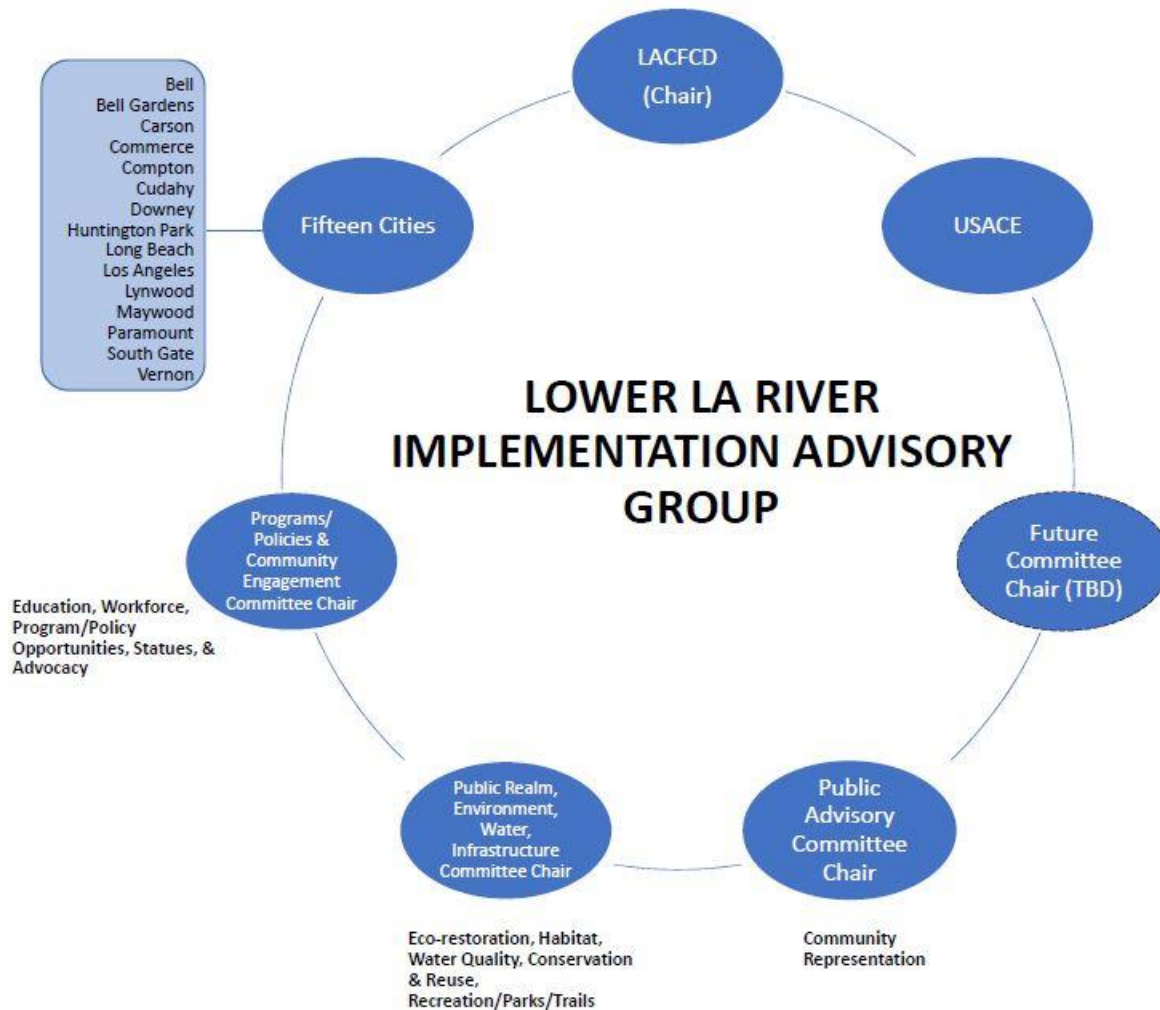 LACFCD
(Chair)
Bell
Bell Gardens
Carson
Commerce
Compton
Cudahy
Downey
Huntington Park
Long Beach
Los Angeles
Lynwood
Maywood
Paramount
South Gate
Vernon
Fifteen Cities
USACE
LOWER LA RIVER
IMPLEMENTATION ADVISORY
GROUP
Programs/
Policies &
Community
Engagement
Committee Chair
Future
Committee
Chair (TBD)
Education, Workforce,
Program/Policy
Opportunities, Statues, &
Advocacy
Public Realm,
Environment,
Water,
Infrastructure
Committee Chair
Public
Advisory
Committee
Chair
Eco-restoration, Habitat,
Water Quality, Conservation
& Reuse,
Recreation/Parks/Trails
Community
Representation